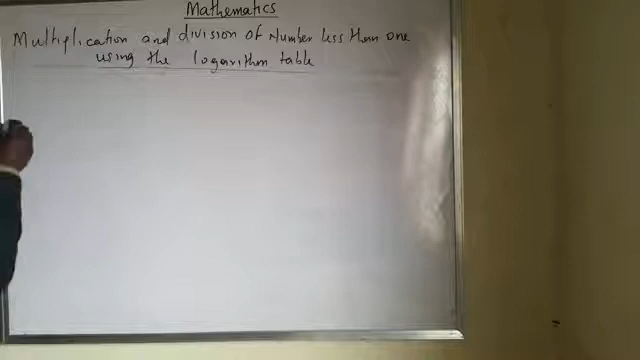 Mathematics
Multiplication and division of Number less than one
using the logarithm table